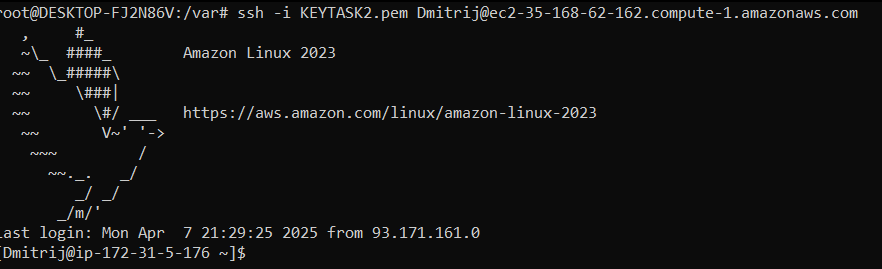 root@DESKTOP-FJ2N86V:/var# ssh -i KEYTASK2.pem Dmitrij@ec2-35-168-62-162.compute-1.amazonaws.com
   ,     #_
   ~\_  ####_        Amazon Linux 2023
  ~~  \_#####\
  ~~     \###|
  ~~       \#/ ___   https://aws.amazon.com/linux/amazon-linux-2023
   ~~       V~' '->
    ~~~         /
      ~~._.   _/
         _/ _/
       _/m/'
Last login: Mon Apr  7 21:29:25 2025 from 93.171.161.0
[Dmitrij@ip-172-31-5-176 ~]$